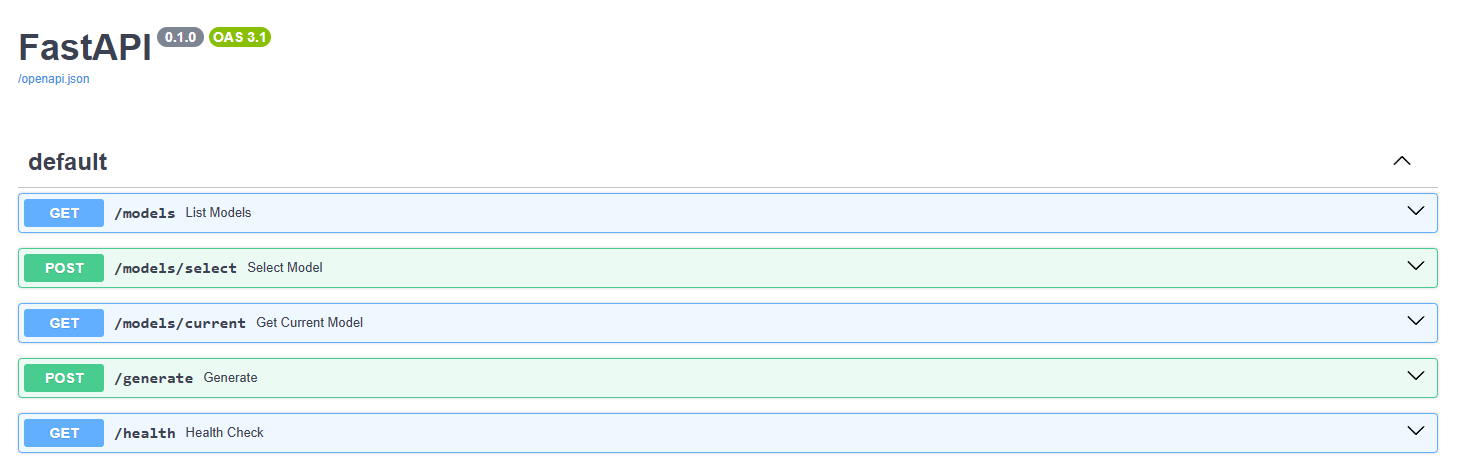 FastAPI 0.1.0 OAS 3.1
/openapi.json
default
GET /models List Models
POST /models/select Select Model
GET /models/current Get Current Model
POST /generate Generate
GET /health Health Check